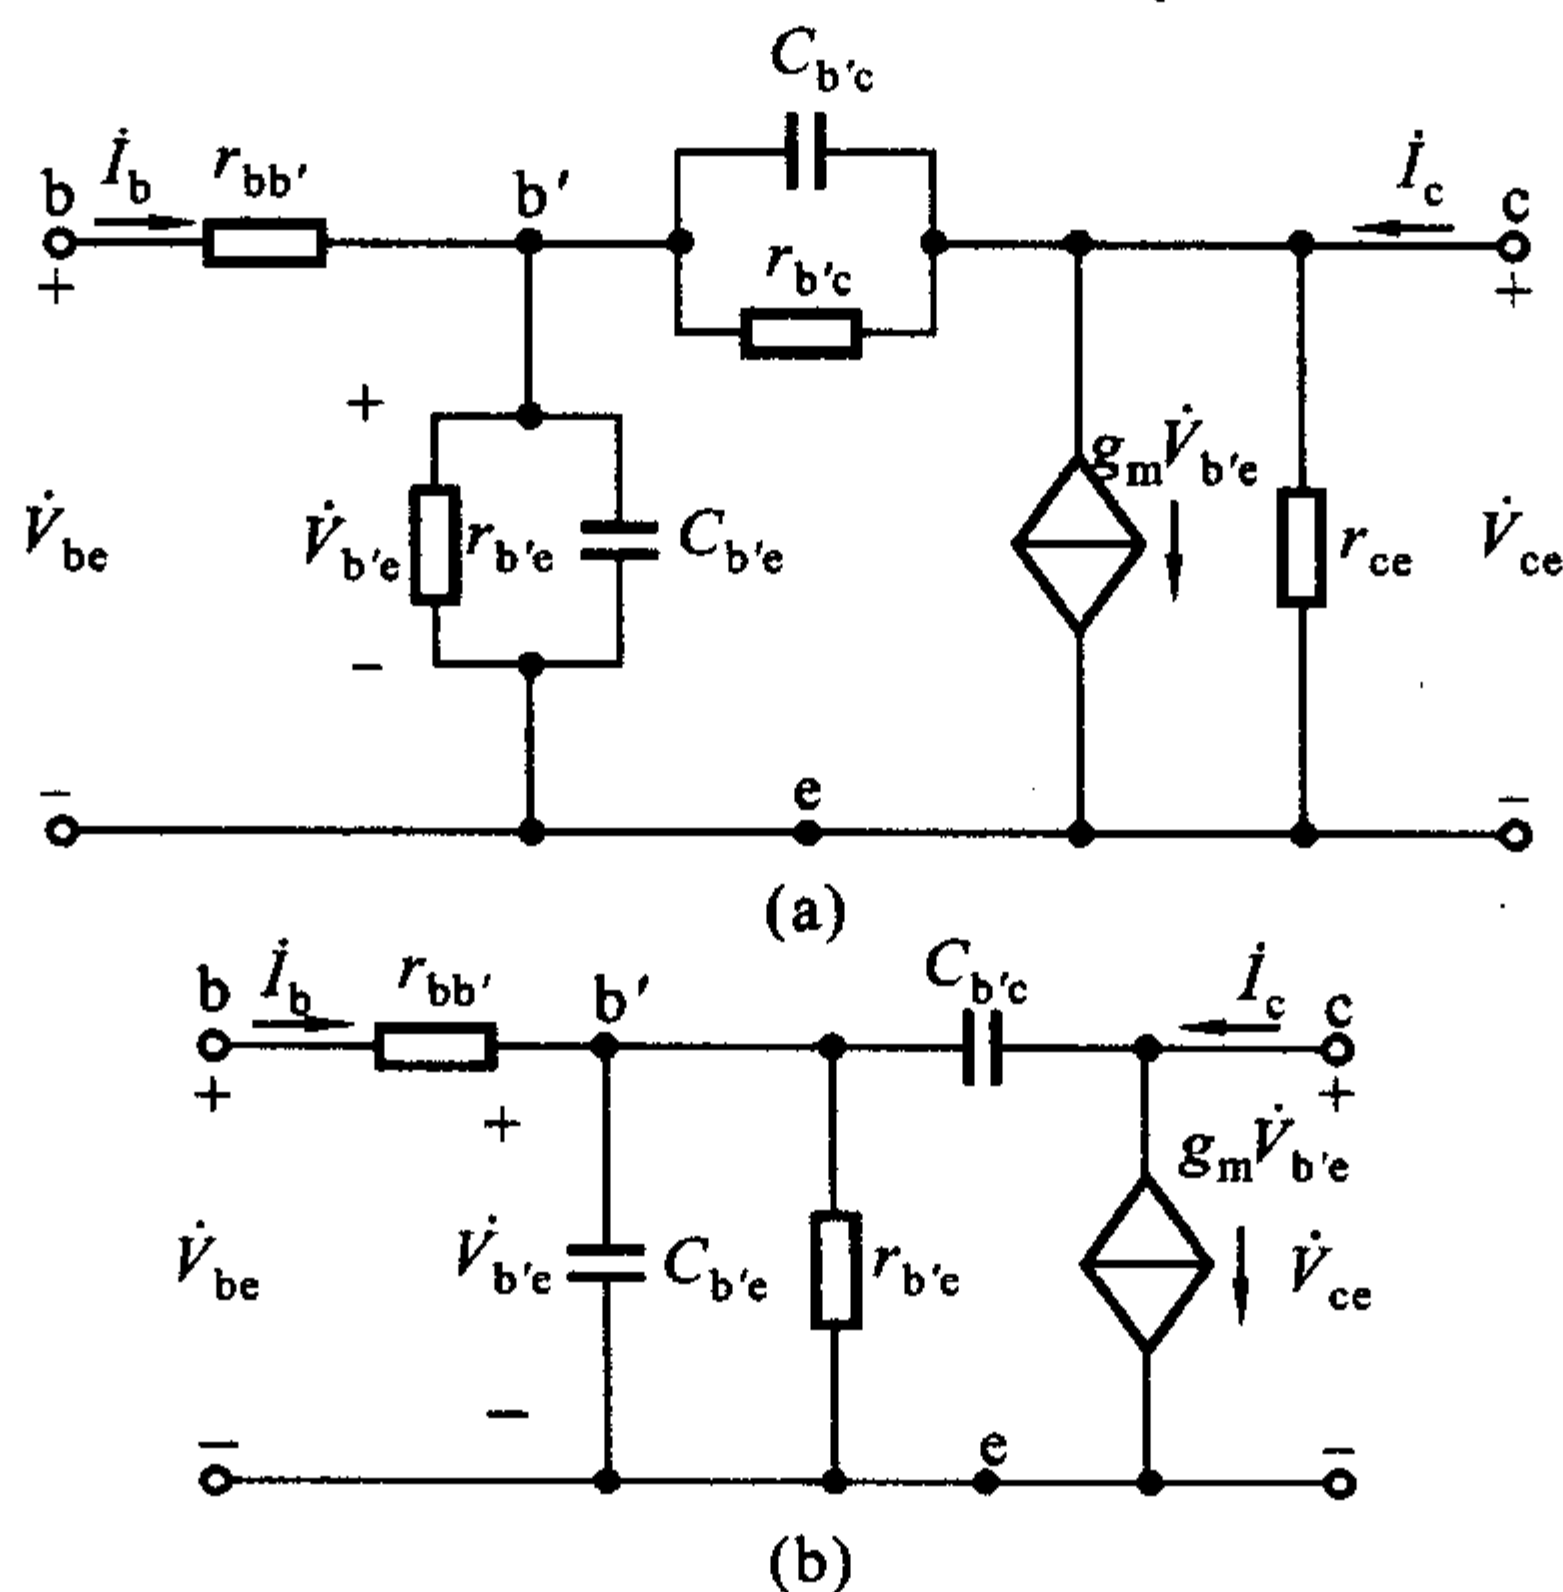 C_b'c
b İ_b r_bb' b' r_b'c İ_c c
+ +
+
V̇_be V̇_b'e r_b'e C_b'e g_m V̇_b'e r_ce V̇_ce
−
− e −
(a)
b İ_b r_bb' b' C_b'c İ_c c
+ + +
V̇_be V̇_b'e C_b'e r_b'e g_m V̇_b'e V̇_ce
−
− e −
(b)